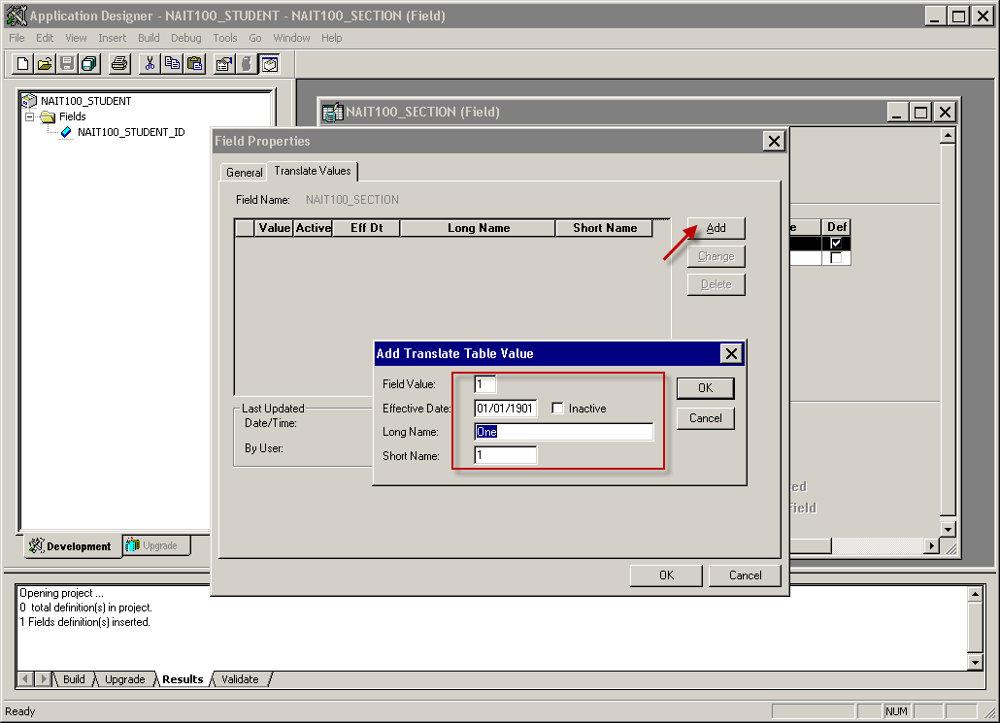 Application Designer - NAIT100_STUDENT - NAIT100_SECTION (Field)
File Edit View Insert Build Debug Tools Go Window Help
NAIT100_STUDENT
Fields
NAIT100_STUDENT_ID
NAIT100_SECTION (Field)
Field Properties
General Translate Values
Field Name: NAIT100_SECTION
Value Active Eff Dt Long Name Short Name
Add
Change
Delete
Def
Add Translate Table Value
Field Value: 1
OK
Effective Date: 01/01/1901 Inactive
Cancel
Long Name: One
Short Name: 1
Last Updated
Date/Time:
By User:
ed
Field
OK Cancel
Development Upgrade
Opening project ...
0 total definition(s) in project.
1 Fields definition(s) inserted.
Build Upgrade Results Validate
Ready NUM